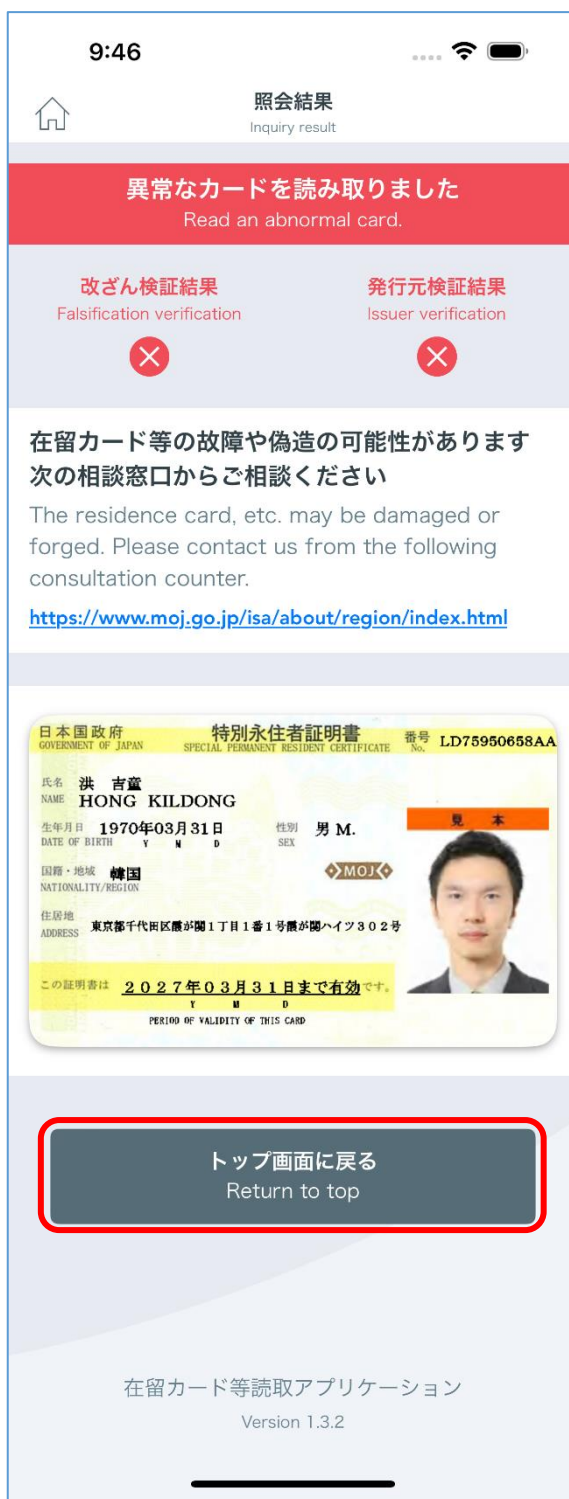 9:46
照会結果
Inquiry result
異常なカードを読み取りました
Read an abnormal card.
改ざん検証結果 発行元検証結果
Falsification verification Issuer verification
在留カード等の故障や偽造の可能性があります
次の相談窓口からご相談ください
The residence card, etc. may be damaged or
forged. Please contact us from the following
consultation counter.
https://www.moj.go.jp/isa/about/region/index.html
日本国政府 特別永住者証明書 番号 LD75950658AA
GOVERNMENT OF JAPAN SPECIAL PERMANENT RESIDENT CERTIFICATE No.
氏名 洪 吉童
NAME HONG KILDONG
生年月日 1970年03月31日 性別 男 M.
DATE OF BIRTH Y M D SEX
見 本
国籍・地域 韓国 MOJ
NATIONALITY/REGION
住居地
ADDRESS 東京都千代田区霞が関1丁目1番1号霞が関ハイツ302号
この証明書は 2027年03月31日まで有効です。
Y M D
PERIOD OF VALIDITY OF THIS CARD
トップ画面に戻る
Return to top
在留カード等読取アプリケーション
Version 1.3.2